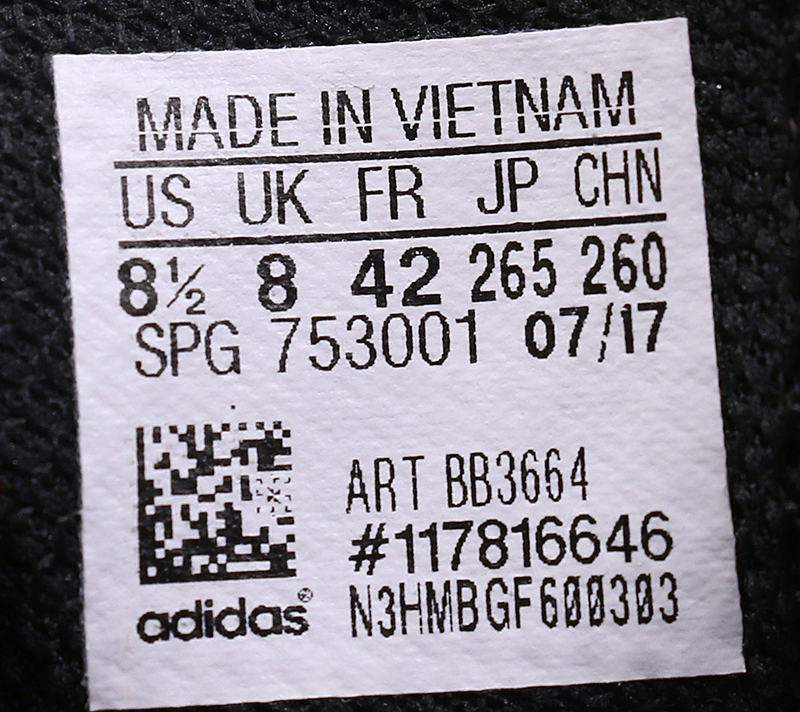 MADE IN VIETNAM
US UK FR JP CHN
8½ 8 42 265 260
SPG 753001 07/17
ART BB3664
#117816646
adidas® N3HMBGF600303